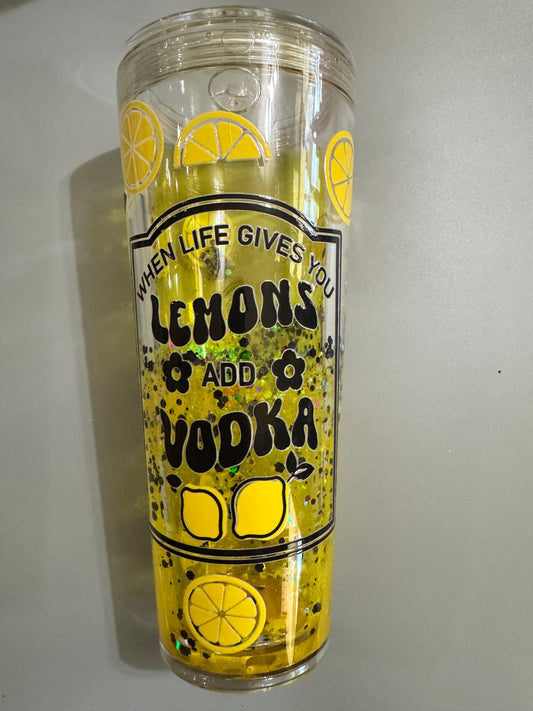 WHEN LIFE GIVES YOU
LEMONS
ADD
VODKA